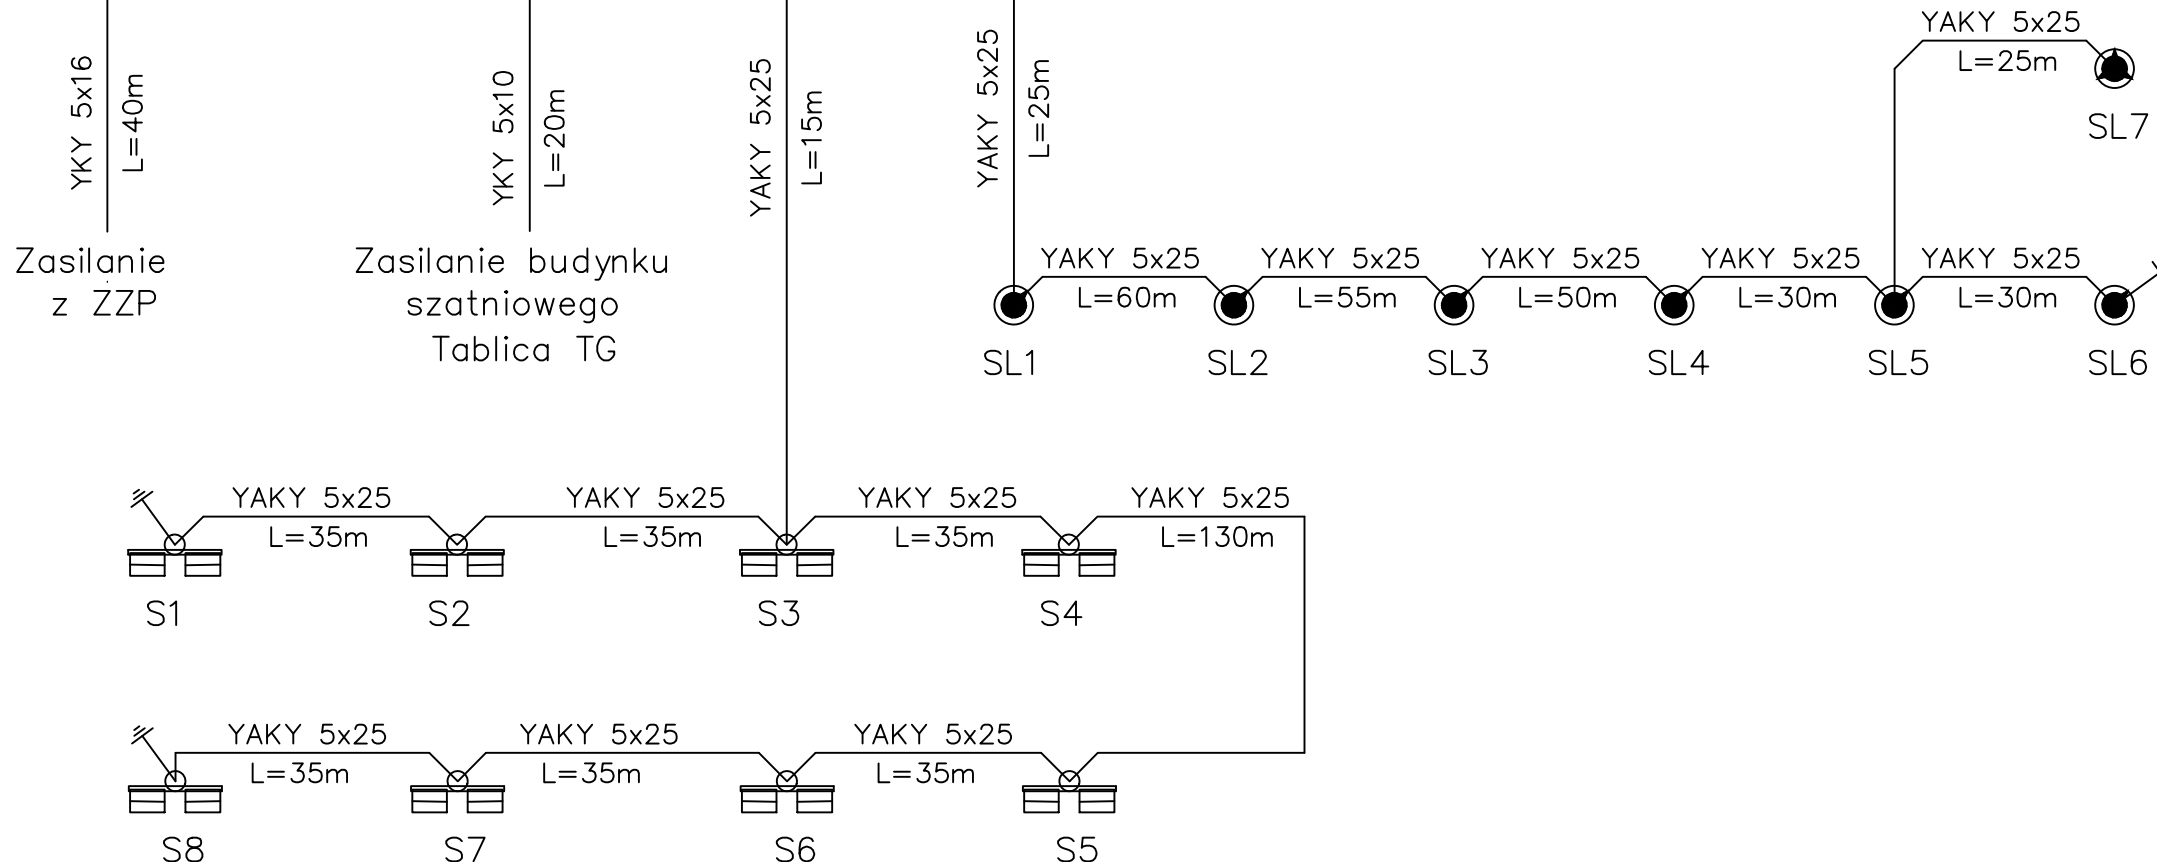 YKY 5x16
L=40m
Zasilanie
z ZZP
YKY 5x10
L=20m
Zasilanie budynku
szatniowego
Tablica TG
YAKY 5x25
L=15m
YAKY 5x25
L=25m
YAKY 5x25
L=25m
SL7
YAKY 5x25
L=60m
YAKY 5x25
L=55m
YAKY 5x25
L=50m
YAKY 5x25
L=30m
YAKY 5x25
L=30m
SL1
SL2
SL3
SL4
SL5
SL6
YAKY 5x25
L=35m
YAKY 5x25
L=35m
YAKY 5x25
L=35m
YAKY 5x25
L=130m
S1
S2
S3
S4
YAKY 5x25
L=35m
YAKY 5x25
L=35m
YAKY 5x25
L=35m
S8
S7
S6
S5